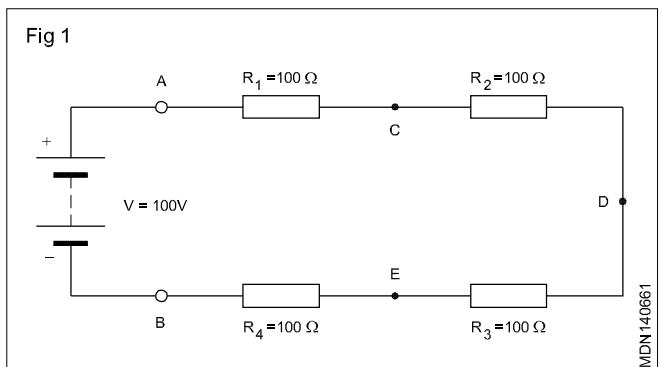 Fig 1
A
R1 =100 Ω
R2 =100 Ω
C
+
V = 100V
D
–
E
B
R4 =100 Ω
R3 =100 Ω
MDN140661